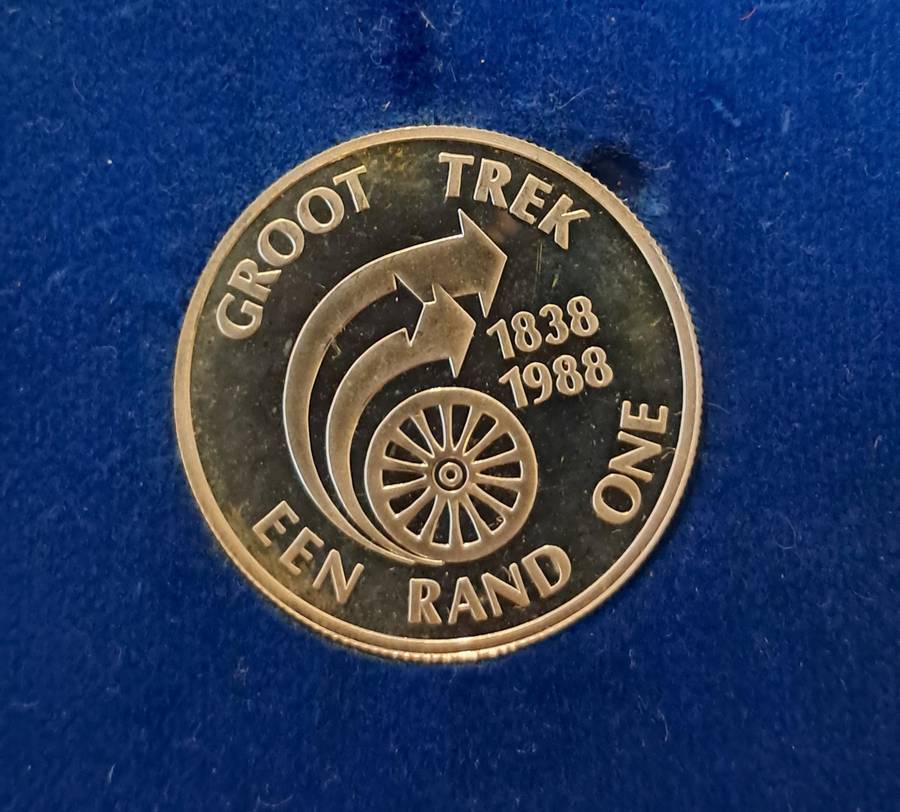 GROOT TREK
1838
1988
EEN RAND ONE